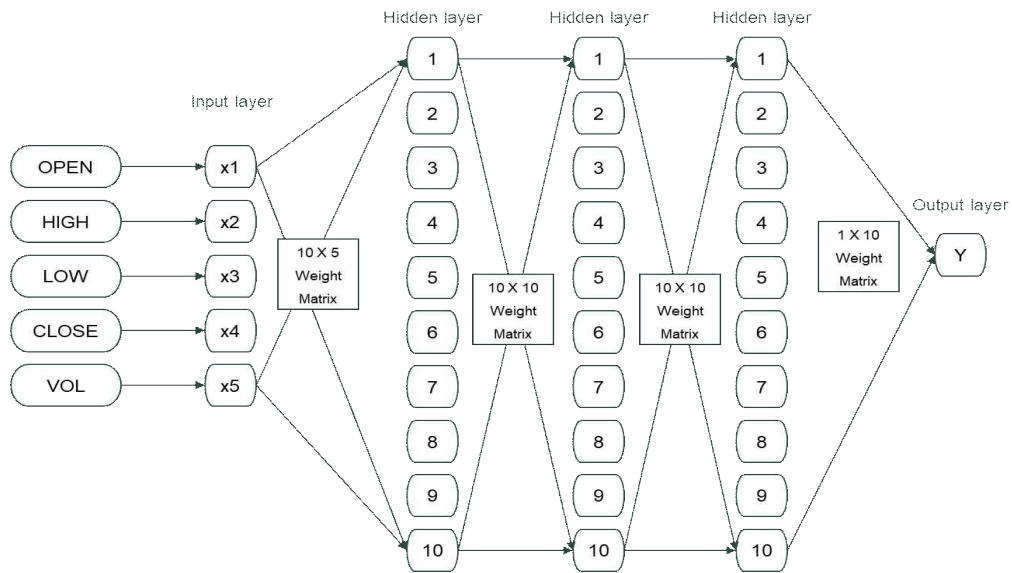 Hidden layer
Hidden layer
Hidden layer
Input layer
Output layer
OPEN
HIGH
LOW
CLOSE
VOL
x1
x2
x3
x4
x5
10 X 5
Weight
Matrix
1
2
3
4
5
6
7
8
9
10
10 X 10
Weight
Matrix
1
2
3
4
5
6
7
8
9
10
10 X 10
Weight
Matrix
1
2
3
4
5
6
7
8
9
10
1 X 10
Weight
Matrix
Y